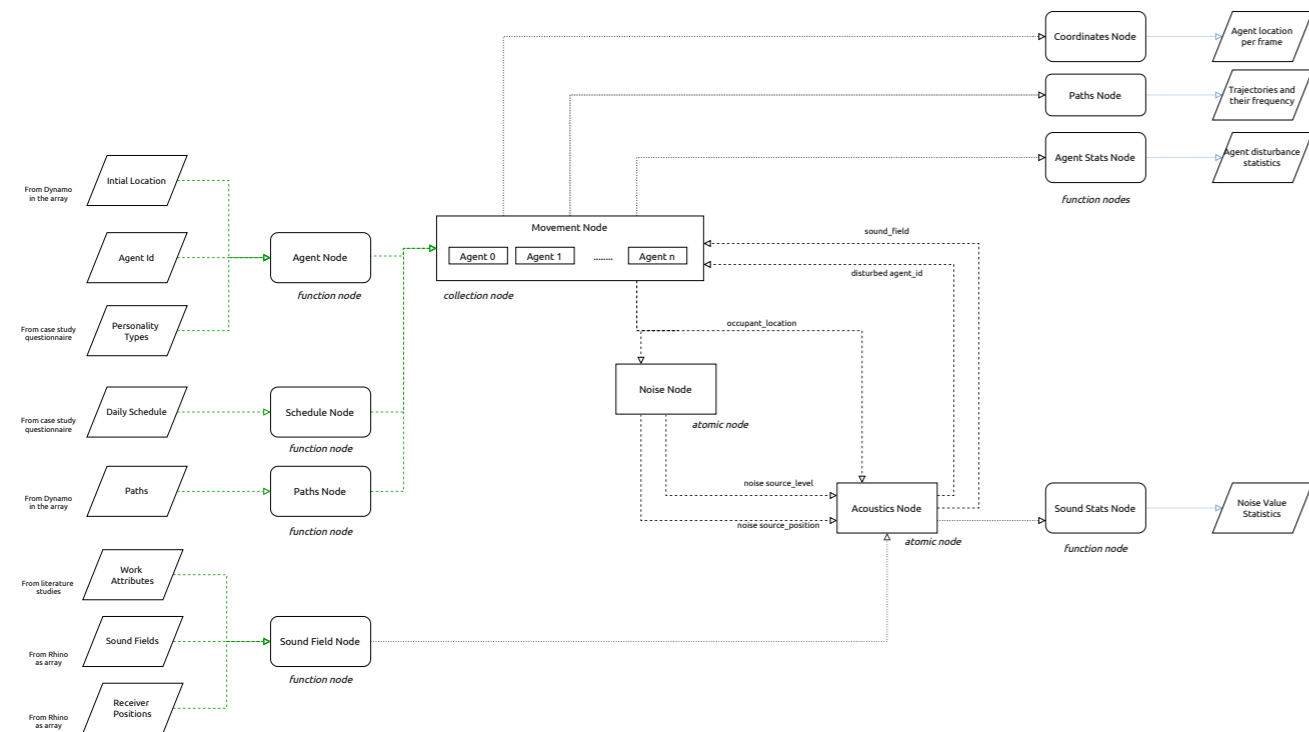 Coordinates Node
Agent location
per frame
Paths Node
Trajectories and
their frequency
Agent Stats Node
Agent disturbance
statistics
function nodes
From Dynamo
in the array
Intial Location
Agent Id
Agent Node
function node
From case study
questionnaire
Personality
Types
Movement Node
Agent 0
Agent 1
........
Agent n
collection node
sound_field
disturbed agent_id
occupant_location
Noise Node
atomic node
From case study
questionnaire
Daily Schedule
Schedule Node
function node
From Dynamo
in the array
Paths
Paths Node
function node
noise source_level
noise source_position
Acoustics Node
atomic node
Sound Stats Node
function node
Noise Value
Statistics
From literature
studies
Work
Attributes
From Rhino
as array
Sound Fields
Sound Field Node
function node
From Rhino
as array
Receiver
Positions